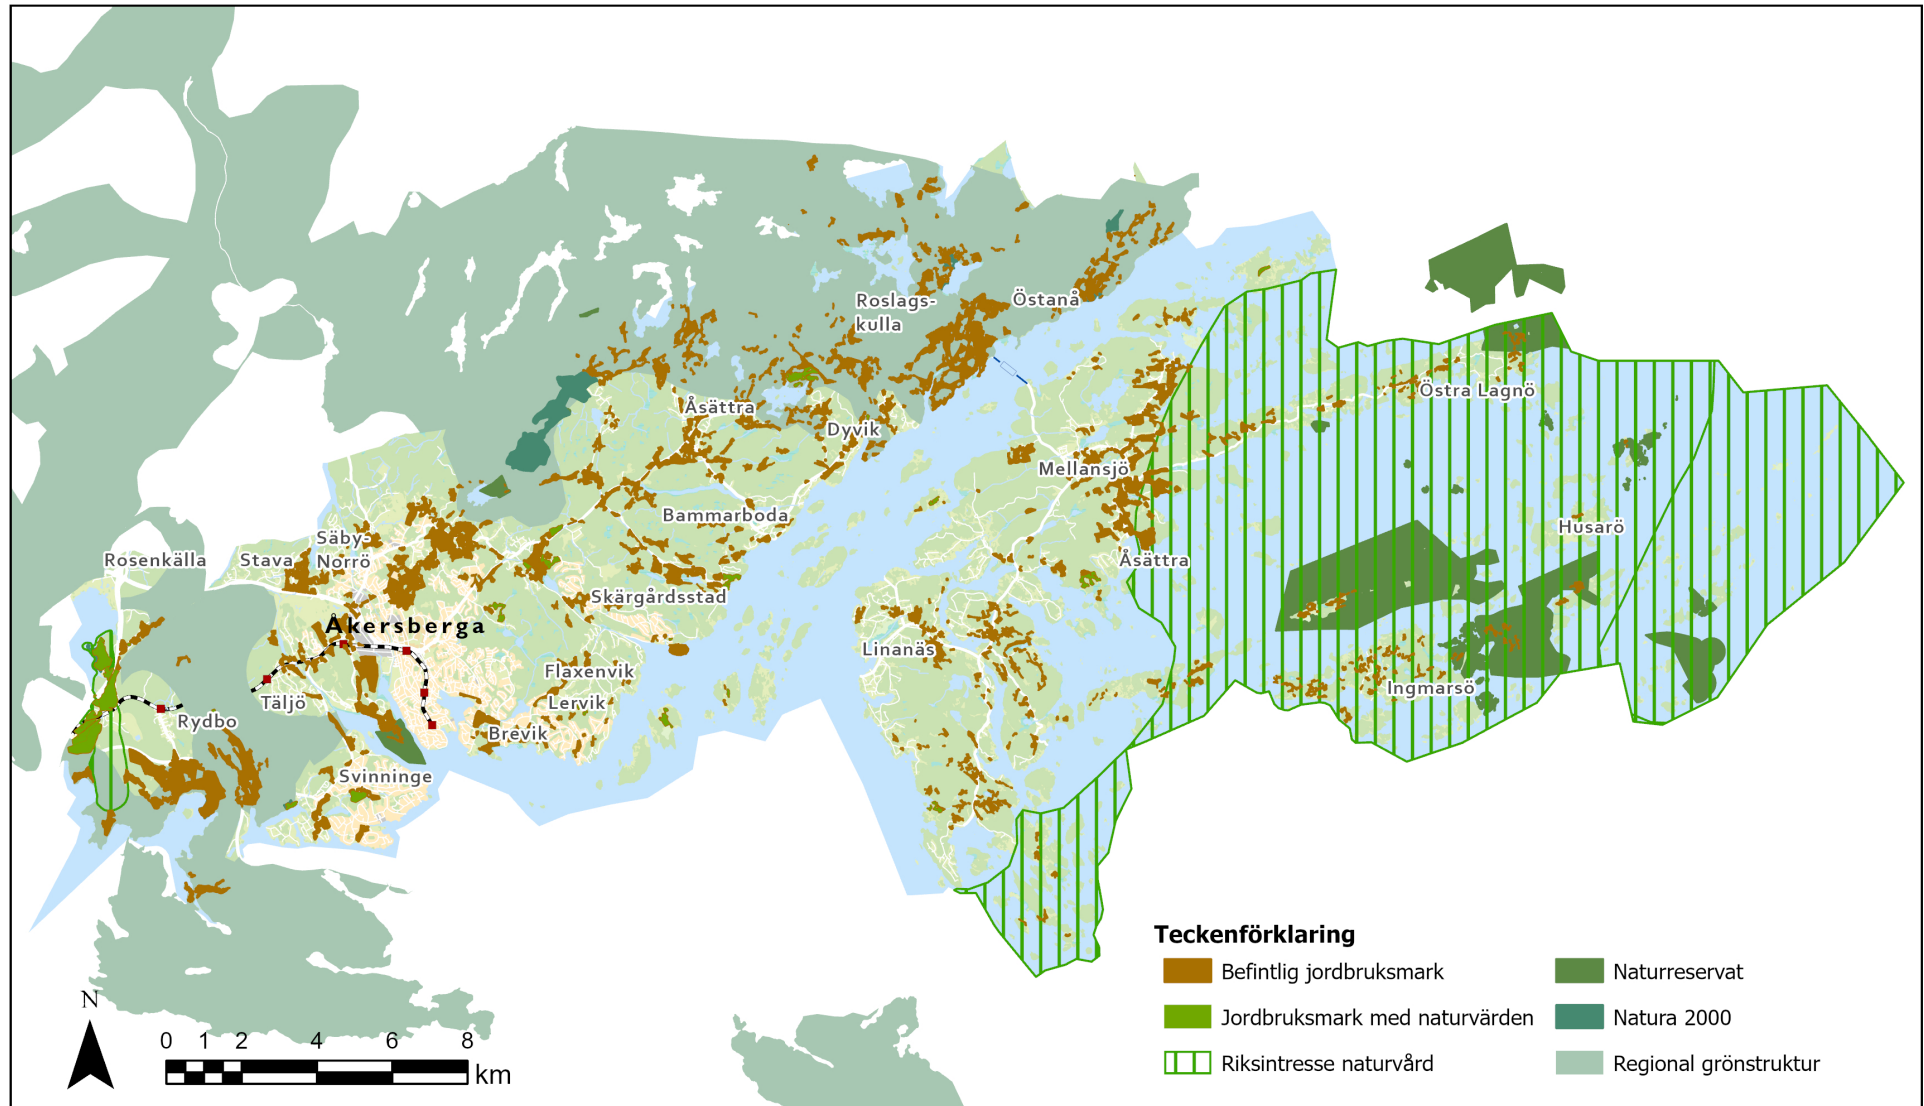 Roslags-
kulla
Östanå
Östra Lagnö
Åsättra
Dyvik
Mellansjö
Bammarboda
Husarö
Säby-
Norrö
Rosenkälla
Stava
Åsättra
Skärgårdsstad
Åkersberga
Linanäs
Flaxenvik
Ingmarsö
Täljö
Lervik
Rydbo
Brevik
Svinninge
Teckenförklaring
Befintlig jordbruksmark
Jordbruksmark med naturvärden
Riksintresse naturvård
Naturreservat
Natura 2000
Regional grönstruktur
N
0 1 2 4 6 8
km